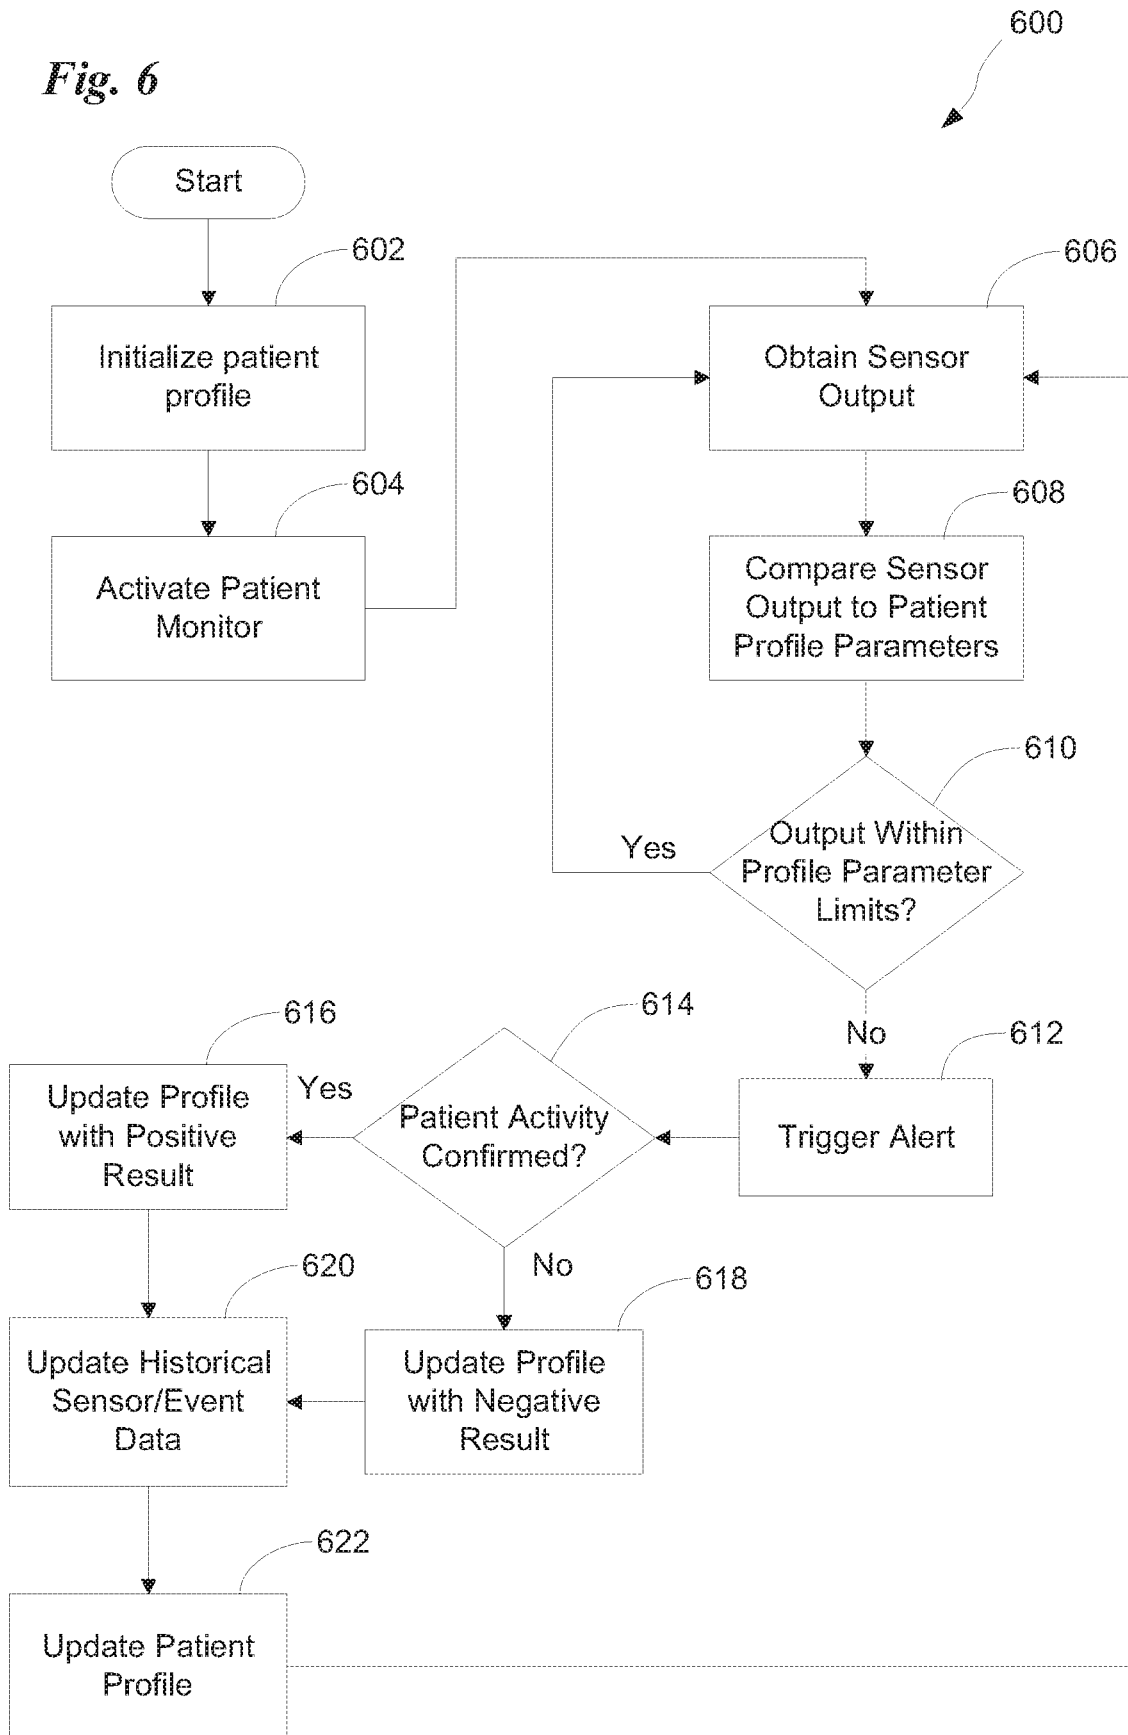 600
Fig. 6
Start
602
606
Initialize patient
profile
Obtain Sensor
Output
604
608
Activate Patient
Monitor
Compare Sensor
Output to Patient
Profile Parameters
610
Yes
Output Within
Profile Parameter
Limits?
No
612
Trigger Alert
614
Patient Activity
Confirmed?
Yes
616
Update Profile
with Positive
Result
No
618
Update Profile
with Negative
Result
620
Update Historical
Sensor/Event
Data
622
Update Patient
Profile